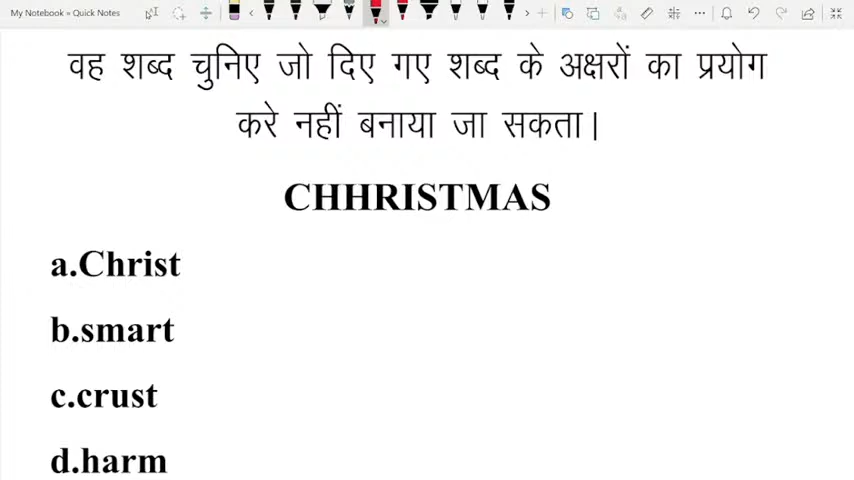 My Notebook » Quick Notes
वह शब्द चुनिए जो दिए गए शब्द के अक्षरों का प्रयोग
करे नहीं बनाया जा सकता।
CHHRISTMAS
a.Christ
b.smart
c.crust
d.harm